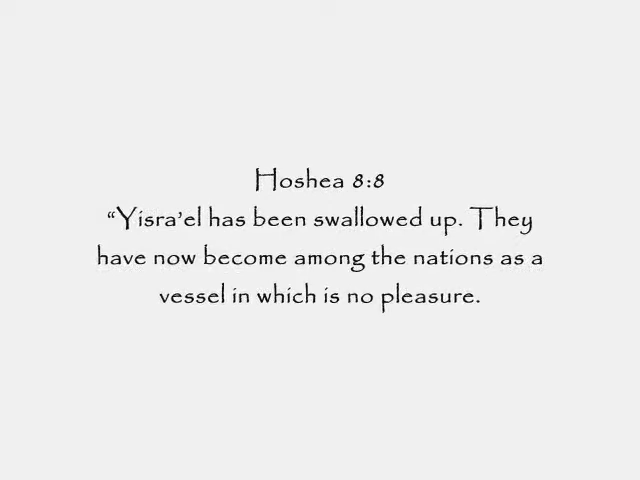 Hoshea 8:8
“Yisra’el has been swallowed up. They
have now become among the nations as a
vessel in which is no pleasure.